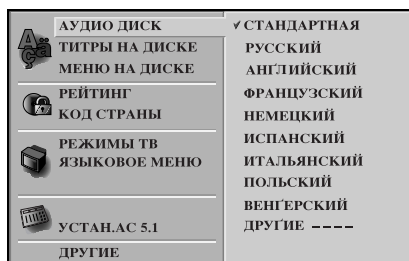 АУДИО ДИСК
ТИТРЫ НА ДИСКЕ
МЕНЮ НА ДИСКЕ
РЕЙТИНГ
КОД СТРАНЫ
РЕЖИМЫ ТВ
ЯЗЫКОВОЕ МЕНЮ
УСТАН.АС 5.1
ДРУГИЕ
✓ СТАНДАРТНАЯ
РУССКИЙ
АНГЛИЙСКИЙ
ФРАНЦУЗСКИЙ
НЕМЕЦКИЙ
ИСПАНСКИЙ
ИТАЛЬЯНСКИЙ
ПОЛЬСКИЙ
ВЕНГЕРСКИЙ
ДРУГИЕ ----